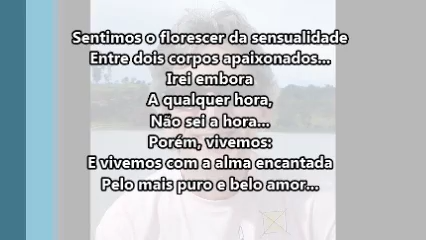 Sentimos o florescer da sensualidade
Entre dois corpos apaixonados...
Irei embora
A qualquer hora,
Não sei a hora...
Porém, vivemos:
E vivemos com a alma encantada
Pelo mais puro e belo amor...